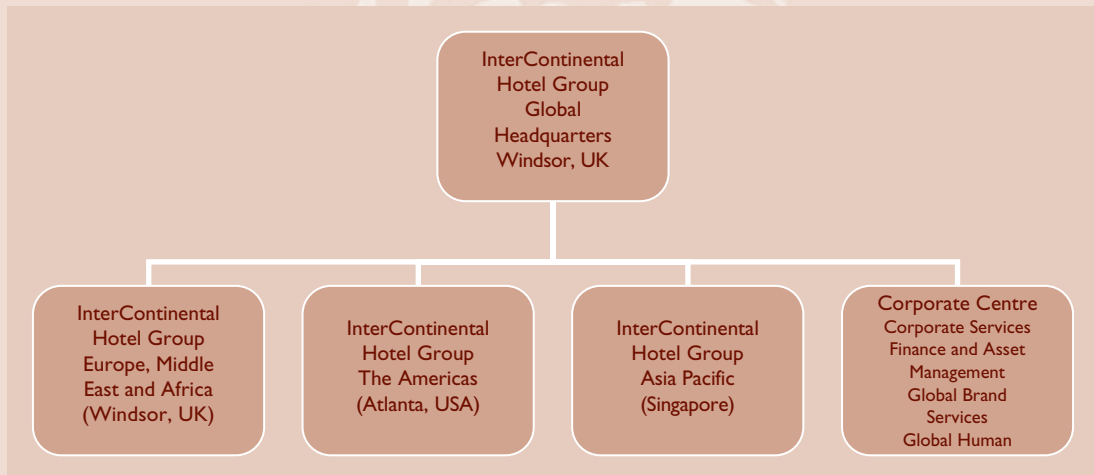 InterContinental
Hotel Group
Global
Headquarters
Windsor, UK
InterContinental
Hotel Group
Europe, Middle
East and Africa
(Windsor, UK)
InterContinental
Hotel Group
The Americas
(Atlanta, USA)
InterContinental
Hotel Group
Asia Pacific
(Singapore)
Corporate Centre
Corporate Services
Finance and Asset
Management
Global Brand
Services
Global Human